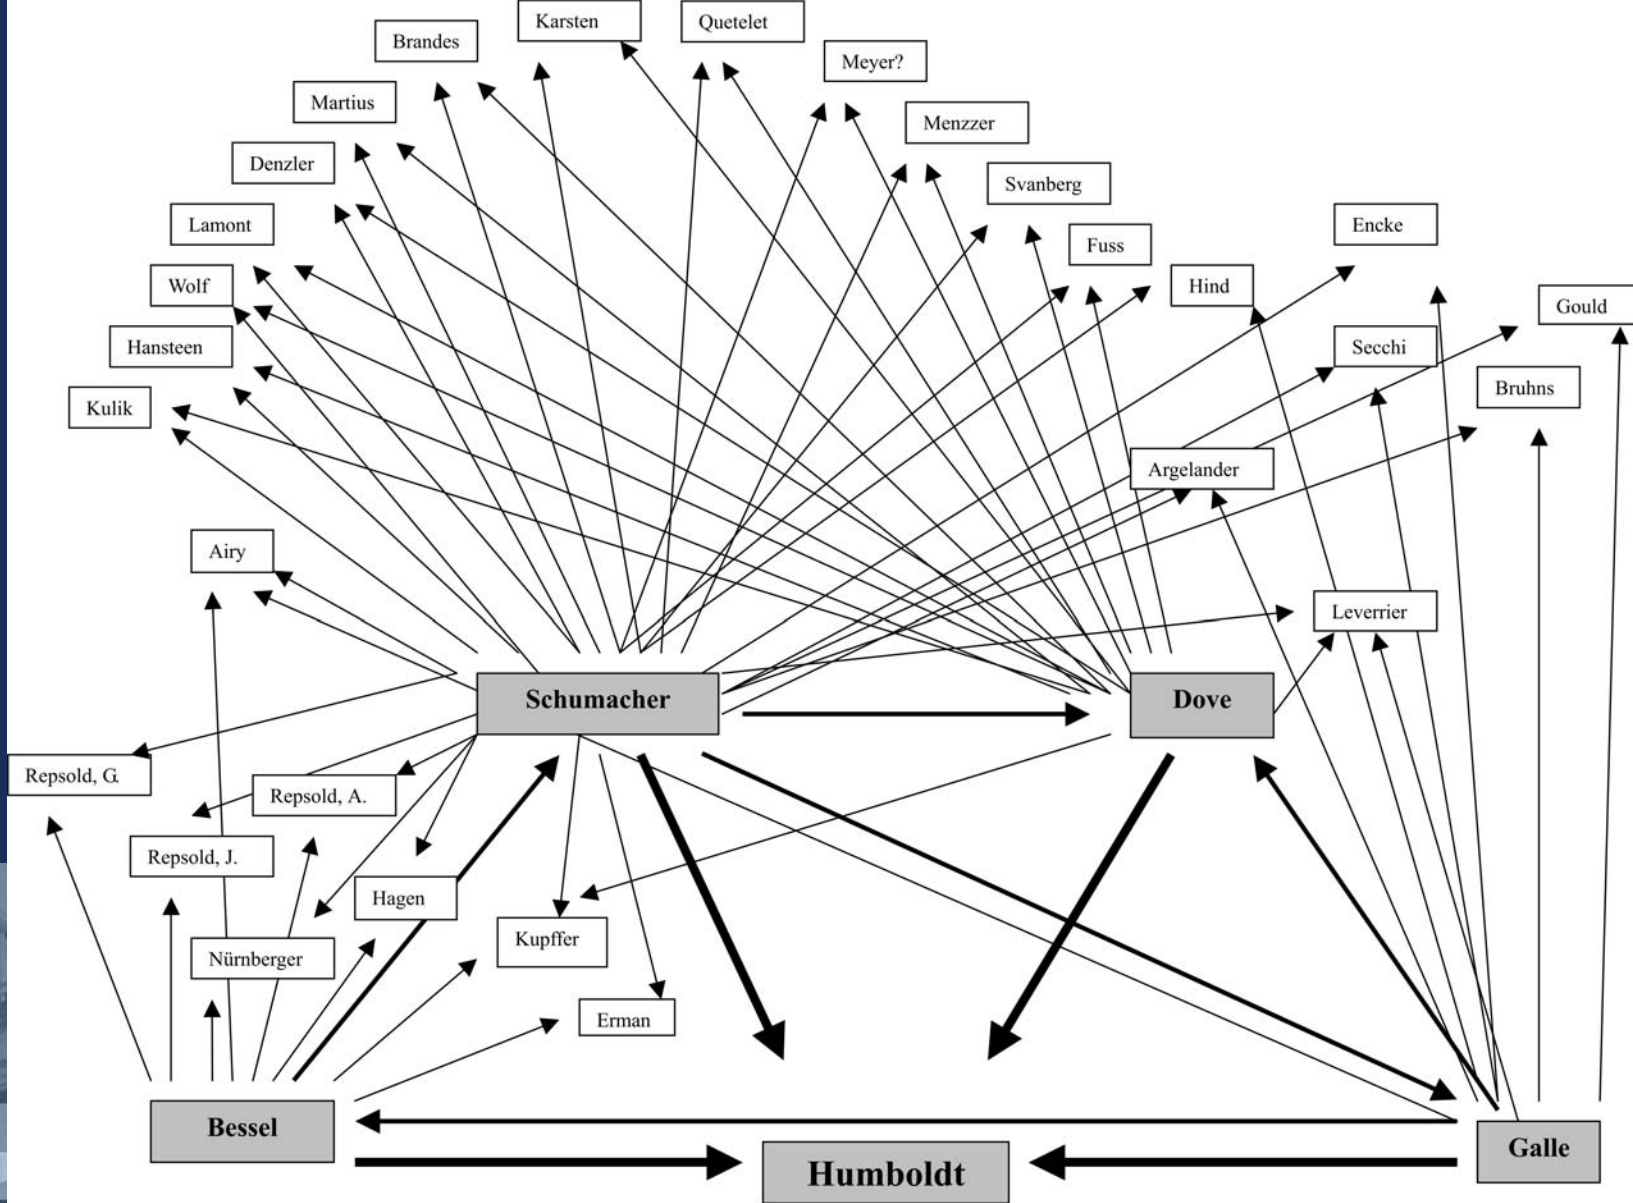 Karsten
Quetelet
Brandes
Meyer?
Martius
Menzzer
Denzler
Svanberg
Lamont
Encke
Fuss
Wolf
Hind
Gould
Hansteen
Secchi
Bruhns
Kulik
Argelander
Airy
Leverrier
Schumacher
Dove
Repsold, G.
Repsold, A.
Repsold, J.
Hagen
Kupffer
Nürnberger
Erman
Bessel
Galle
Humboldt